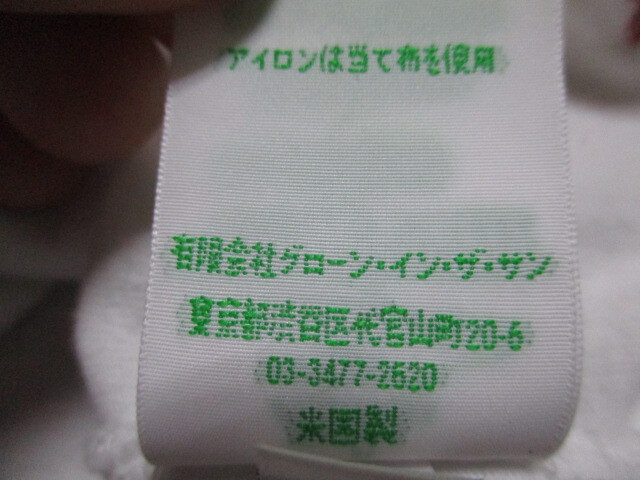 アイロンは当て布を使用
有限会社グローン・イン・ザ・サン
東京都渋谷区代官山町20-5
03-3477-2620
米国製